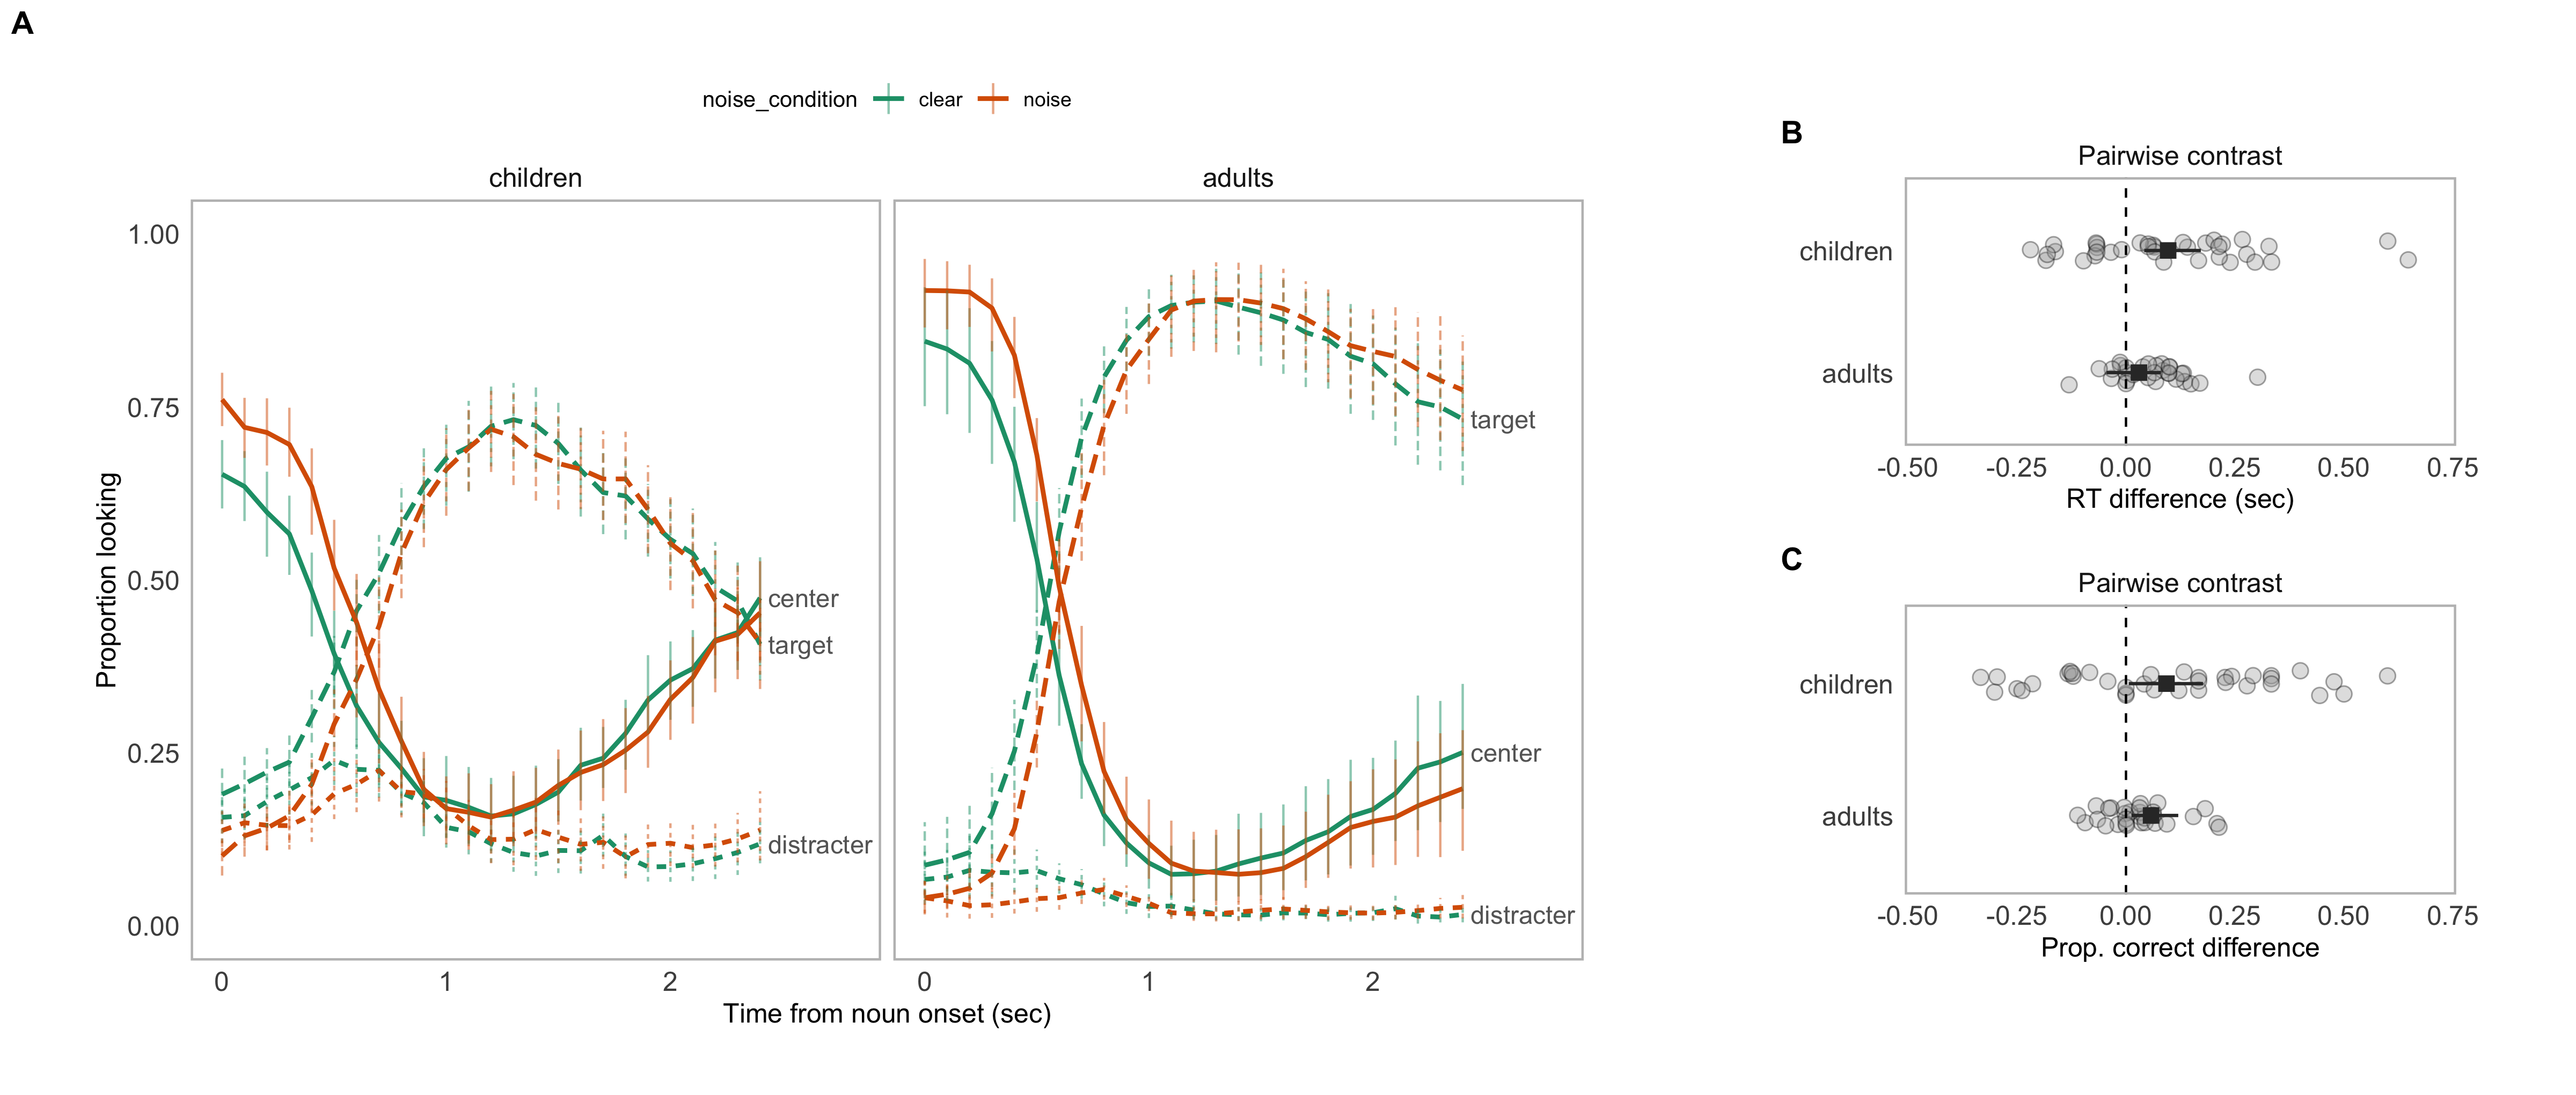 A
noise_condition clear noise
children
adults
Proportion looking
1.00
0.75
0.50
0.25
0.00
center
target
distracter
target
center
distracter
0 1 2
0 1 2
Time from noun onset (sec)
B
Pairwise contrast
children
adults
-0.50 -0.25 0.00 0.25 0.50 0.75
RT difference (sec)
C
Pairwise contrast
children
adults
-0.50 -0.25 0.00 0.25 0.50 0.75
Prop. correct difference